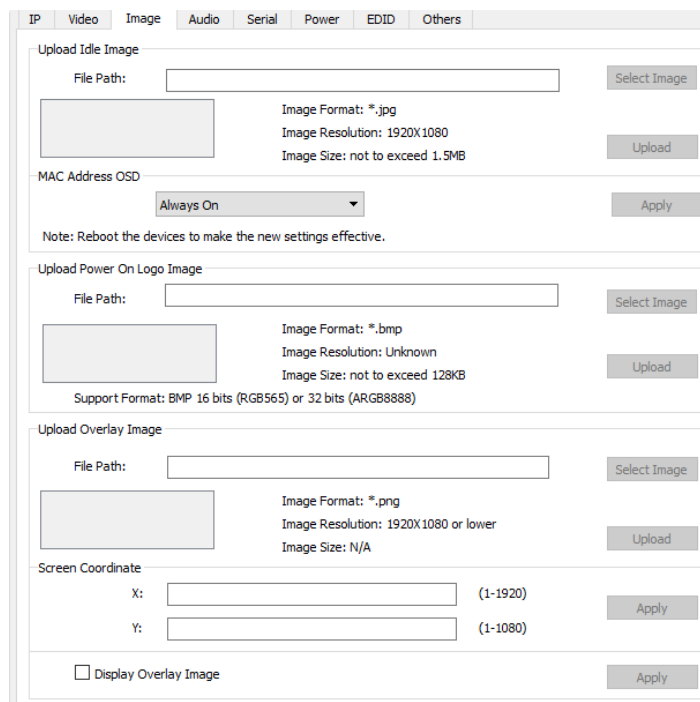 IP Video Image Audio Serial Power EDID Others
Upload Idle Image
File Path: Select Image
Image Format: *.jpg
Image Resolution: 1920X1080
Image Size: not to exceed 1.5MB Upload
MAC Address OSD
Always On Apply
Note: Reboot the devices to make the new settings effective.
Upload Power On Logo Image
File Path: Select Image
Image Format: *.bmp
Image Resolution: Unknown
Image Size: not to exceed 128KB Upload
Support Format: BMP 16 bits (RGB565) or 32 bits (ARGB8888)
Upload Overlay Image
File Path: Select Image
Image Format: *.png
Image Resolution: 1920X1080 or lower
Image Size: N/A Upload
Screen Coordinate
X: (1-1920)
Apply
Y: (1-1080)
Display Overlay Image Apply